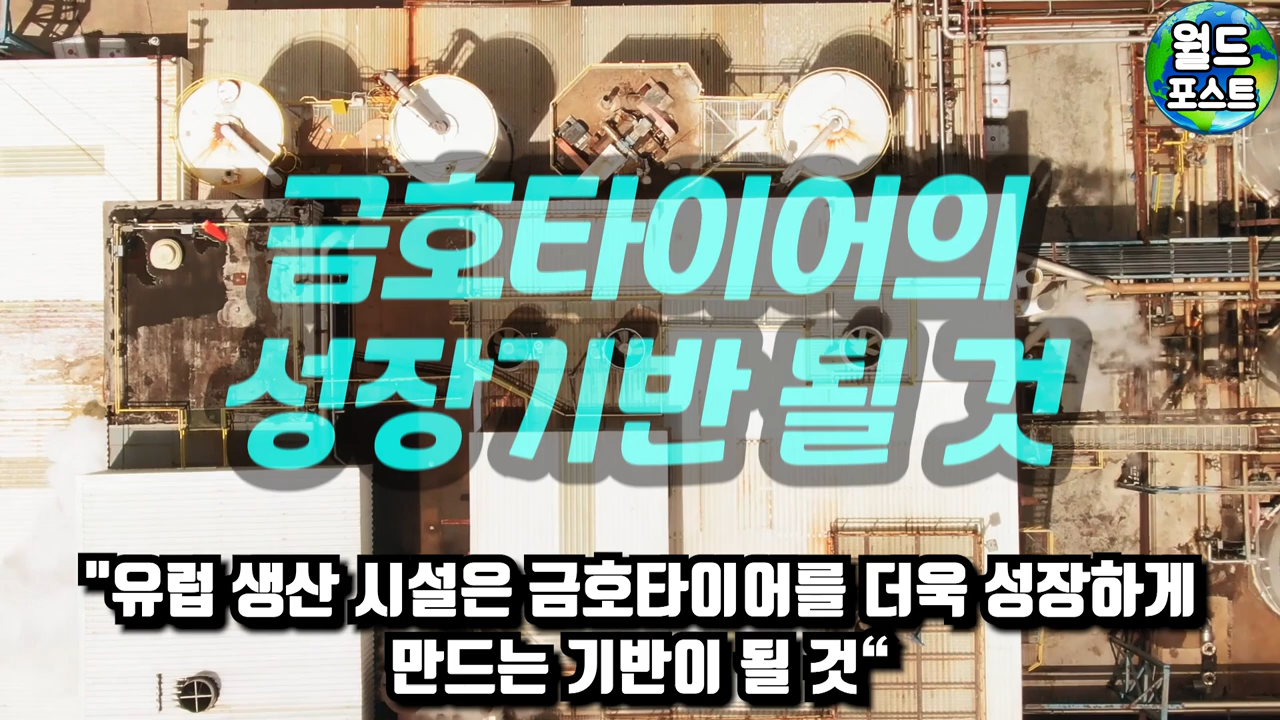 월드
포스트
금호타이어의
성장기반 될 것
"유럽 생산 시설은 금호타이어를 더욱 성장하게
만드는 기반이 될 것“